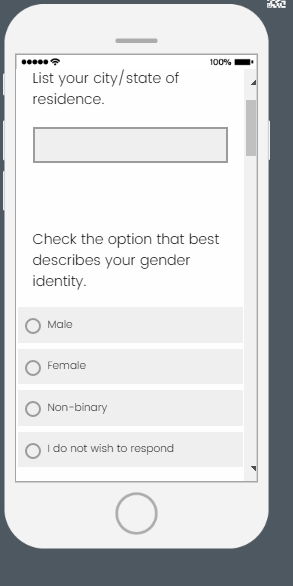 100%
List your city/state of
residence.
Check the option that best
describes your gender
identity.
Male
Female
Non-binary
I do not wish to respond